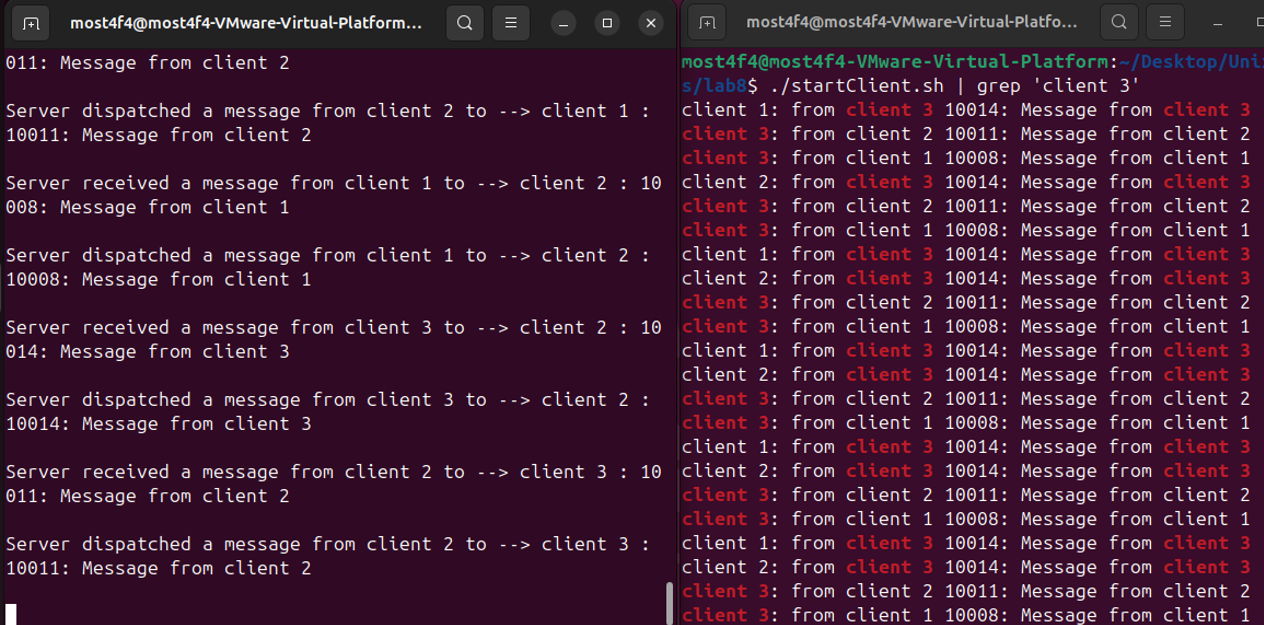 most4f4@most4f4-VMware-Virtual-Platform...
011: Message from client 2
Server dispatched a message from client 2 to --> client 1 :
10011: Message from client 2
Server received a message from client 1 to --> client 2 : 10
008: Message from client 1
Server dispatched a message from client 1 to --> client 2 :
10008: Message from client 1
Server received a message from client 3 to --> client 2 : 10
014: Message from client 3
Server dispatched a message from client 3 to --> client 2 :
10014: Message from client 3
Server received a message from client 2 to --> client 3 : 10
011: Message from client 2
Server dispatched a message from client 2 to --> client 3 :
10011: Message from client 2
most4f4@most4f4-VMware-Virtual-Platfo...
most4f4@most4f4-VMware-Virtual-Platform:~/Desktop/Uni
s/lab8$ ./startClient.sh | grep 'client 3'
client 1: from client 3 10014: Message from client 3
client 3: from client 2 10011: Message from client 2
client 3: from client 1 10008: Message from client 1
client 2: from client 3 10014: Message from client 3
client 3: from client 2 10011: Message from client 2
client 3: from client 1 10008: Message from client 1
client 1: from client 3 10014: Message from client 3
client 2: from client 3 10014: Message from client 3
client 3: from client 2 10011: Message from client 2
client 3: from client 1 10008: Message from client 1
client 1: from client 3 10014: Message from client 3
client 2: from client 3 10014: Message from client 3
client 3: from client 2 10011: Message from client 2
client 3: from client 1 10008: Message from client 1
client 1: from client 3 10014: Message from client 3
client 2: from client 3 10014: Message from client 3
client 3: from client 2 10011: Message from client 2
client 3: from client 1 10008: Message from client 1
client 1: from client 3 10014: Message from client 3
client 2: from client 3 10014: Message from client 3
client 3: from client 2 10011: Message from client 2
client 3: from client 1 10008: Message from client 1